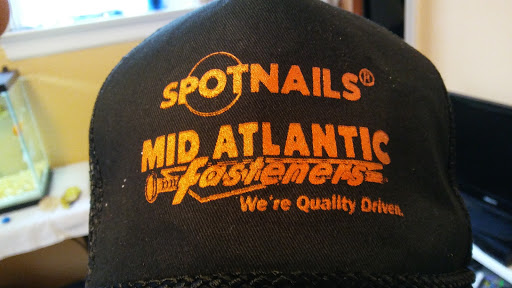 SPOTNAILS®
MID ATLANTIC
fasteners
We're Quality Driven.